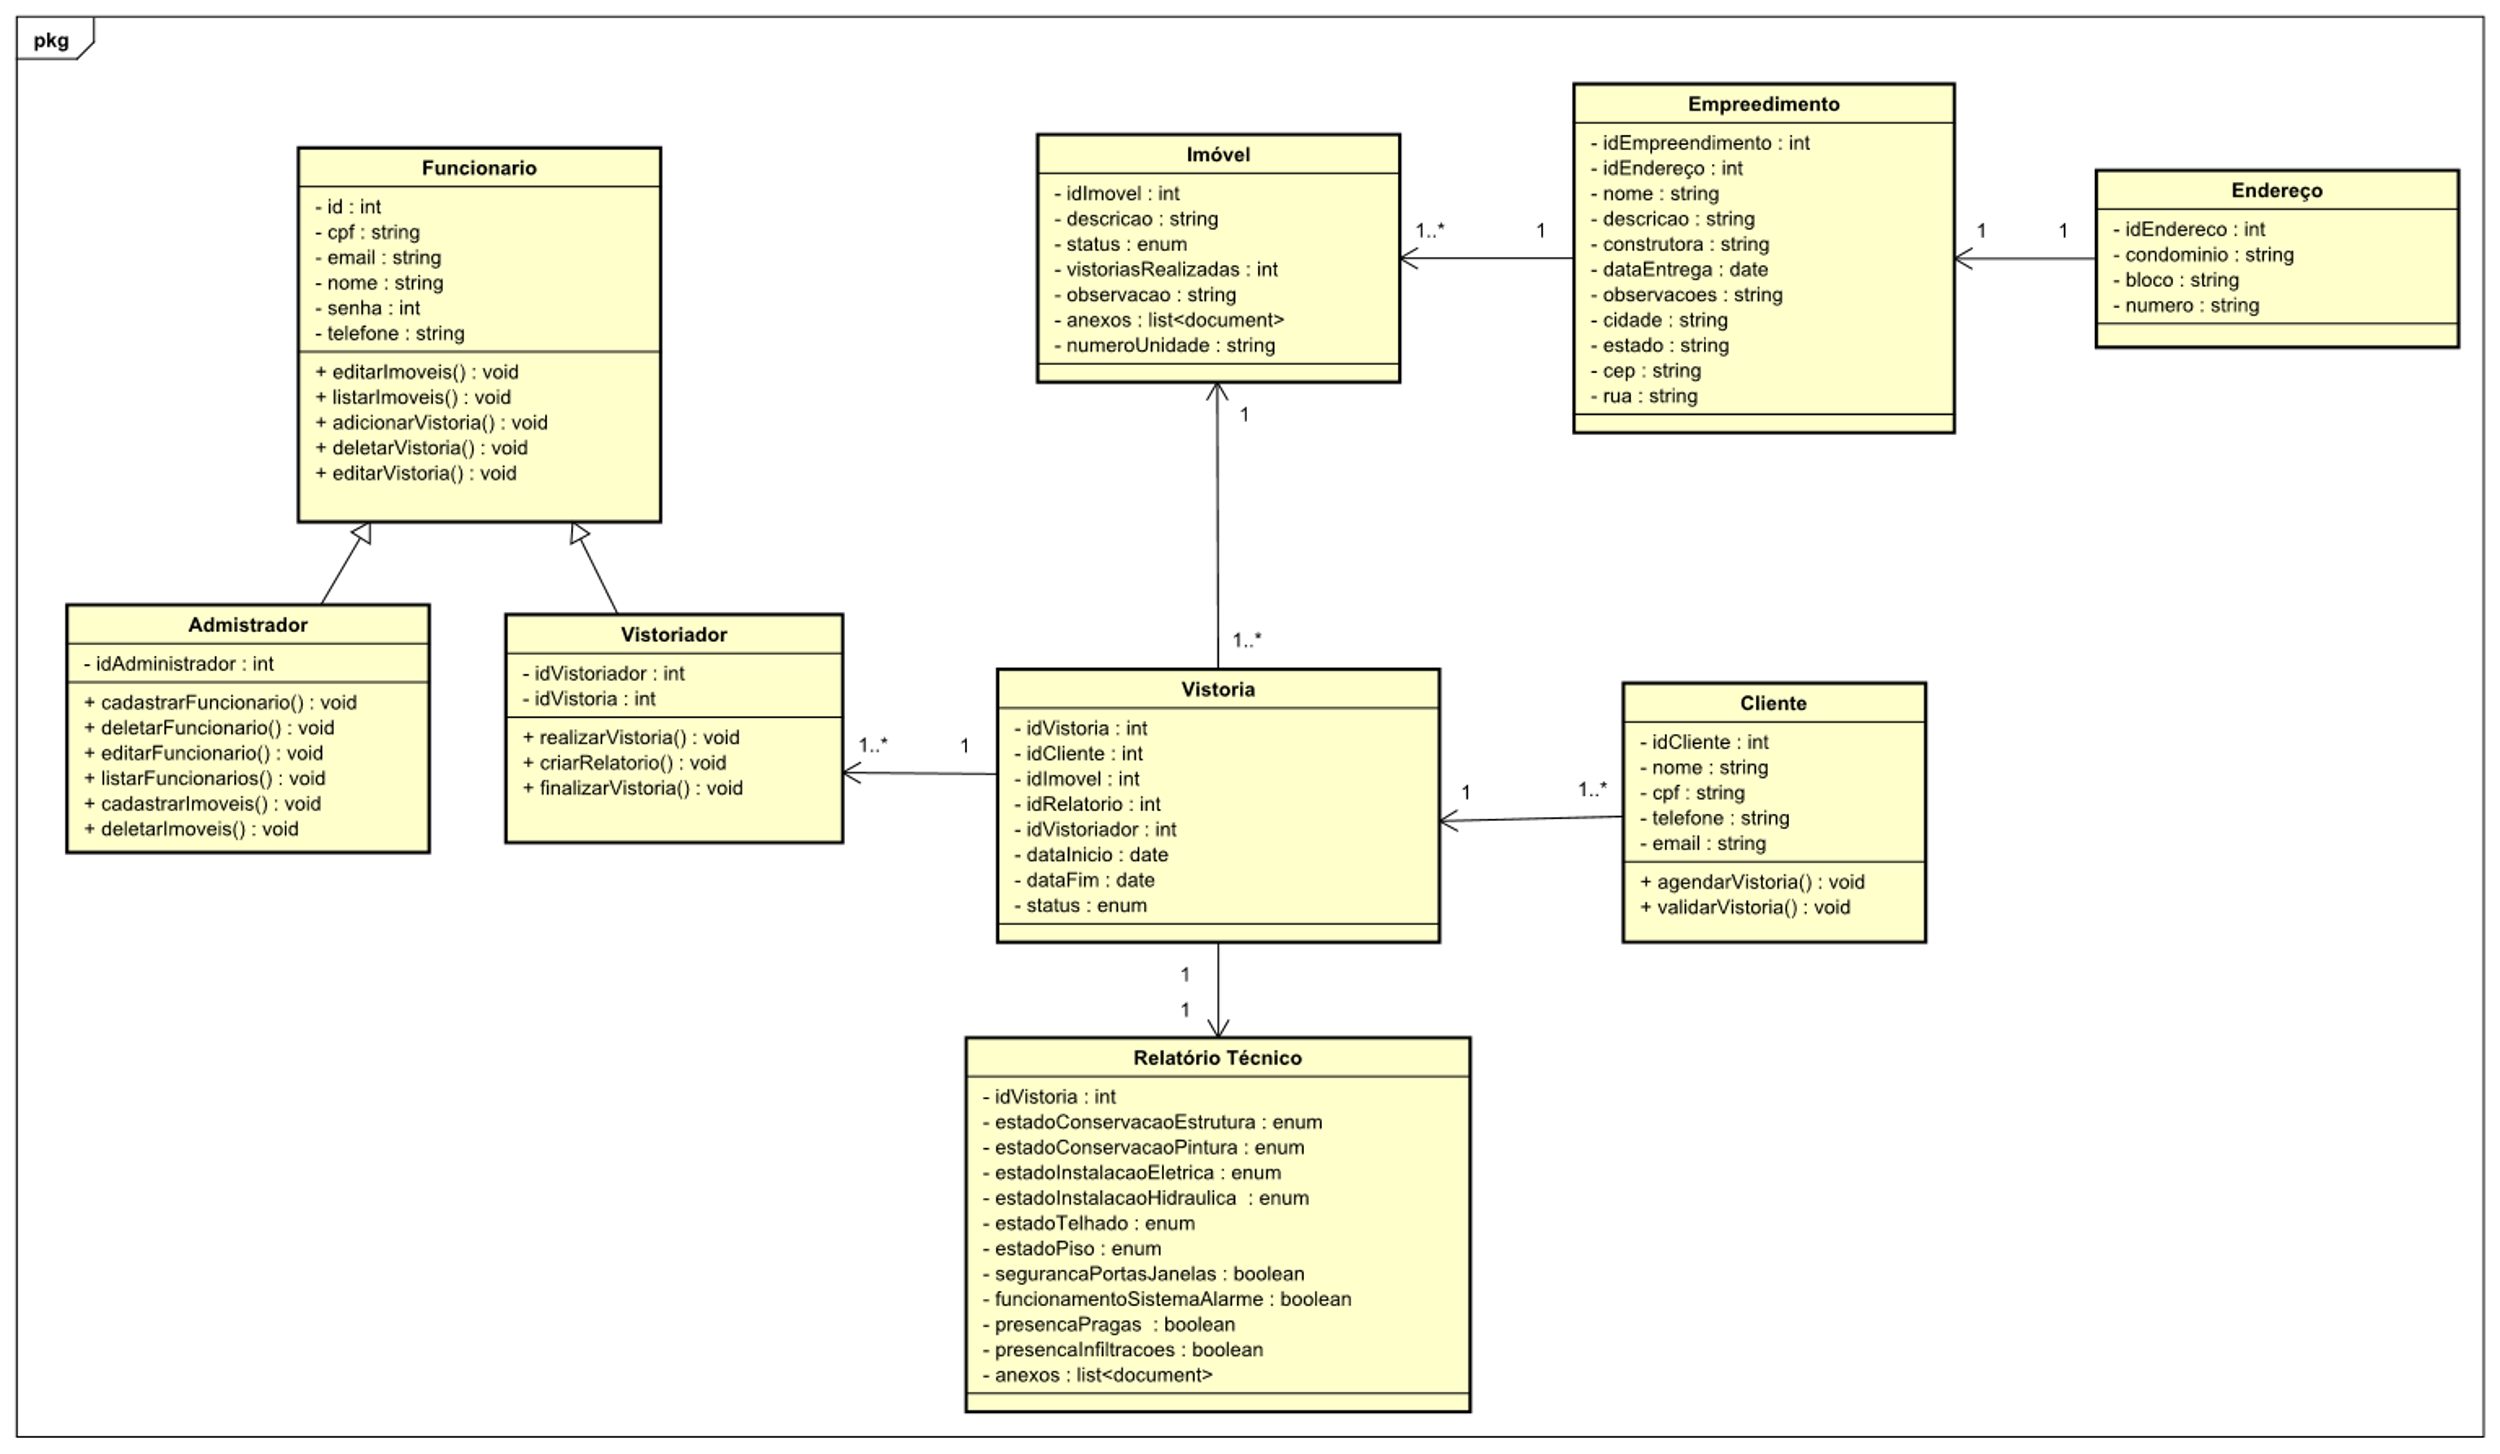 pkg
Funcionario
- id : int
- cpf : string
- email : string
- nome : string
- senha : int
- telefone : string
+ editarImoveis() : void
+ listarImoveis() : void
+ adicionarVistoria() : void
+ deletarVistoria() : void
+ editarVistoria() : void
Imóvel
- idImovel : int
- descricao : string
- status : enum
- vistoriasRealizadas : int
- observacao : string
- anexos : list<document>
- numeroUnidade : string
1..*
1
Empreedimento
- idEmpreendimento : int
- idEndereço : int
- nome : string
- descricao : string
- construtora : string
- dataEntrega : date
- observacoes : string
- cidade : string
- estado : string
- cep : string
- rua : string
1
1
Endereço
- idEndereco : int
- condominio : string
- bloco : string
- numero : string
1
1..*
Admistrador
- idAdministrador : int
+ cadastrarFuncionario() : void
+ deletarFuncionario() : void
+ editarFuncionario() : void
+ listarFuncionarios() : void
+ cadastrarImoveis() : void
+ deletarImoveis() : void
Vistoriador
- idVistoriador : int
- idVistoria : int
+ realizarVistoria() : void
+ criarRelatorio() : void
+ finalizarVistoria() : void
1..*
1
Vistoria
- idVistoria : int
- idCliente : int
- idImovel : int
- idRelatorio : int
- idVistoriador : int
- dataInicio : date
- dataFim : date
- status : enum
1
1..*
Cliente
- idCliente : int
- nome : string
- cpf : string
- telefone : string
- email : string
+ agendarVistoria() : void
+ validarVistoria() : void
1
1
Relatório Técnico
- idVistoria : int
- estadoConservacaoEstrutura : enum
- estadoConservacaoPintura : enum
- estadoInstalacaoEletrica : enum
- estadoInstalacaoHidraulica : enum
- estadoTelhado : enum
- estadoPiso : enum
- segurancaPortasJanelas : boolean
- funcionamentoSistemaAlarme : boolean
- presencaPragas : boolean
- presencaInfiltracoes : boolean
- anexos : list<document>